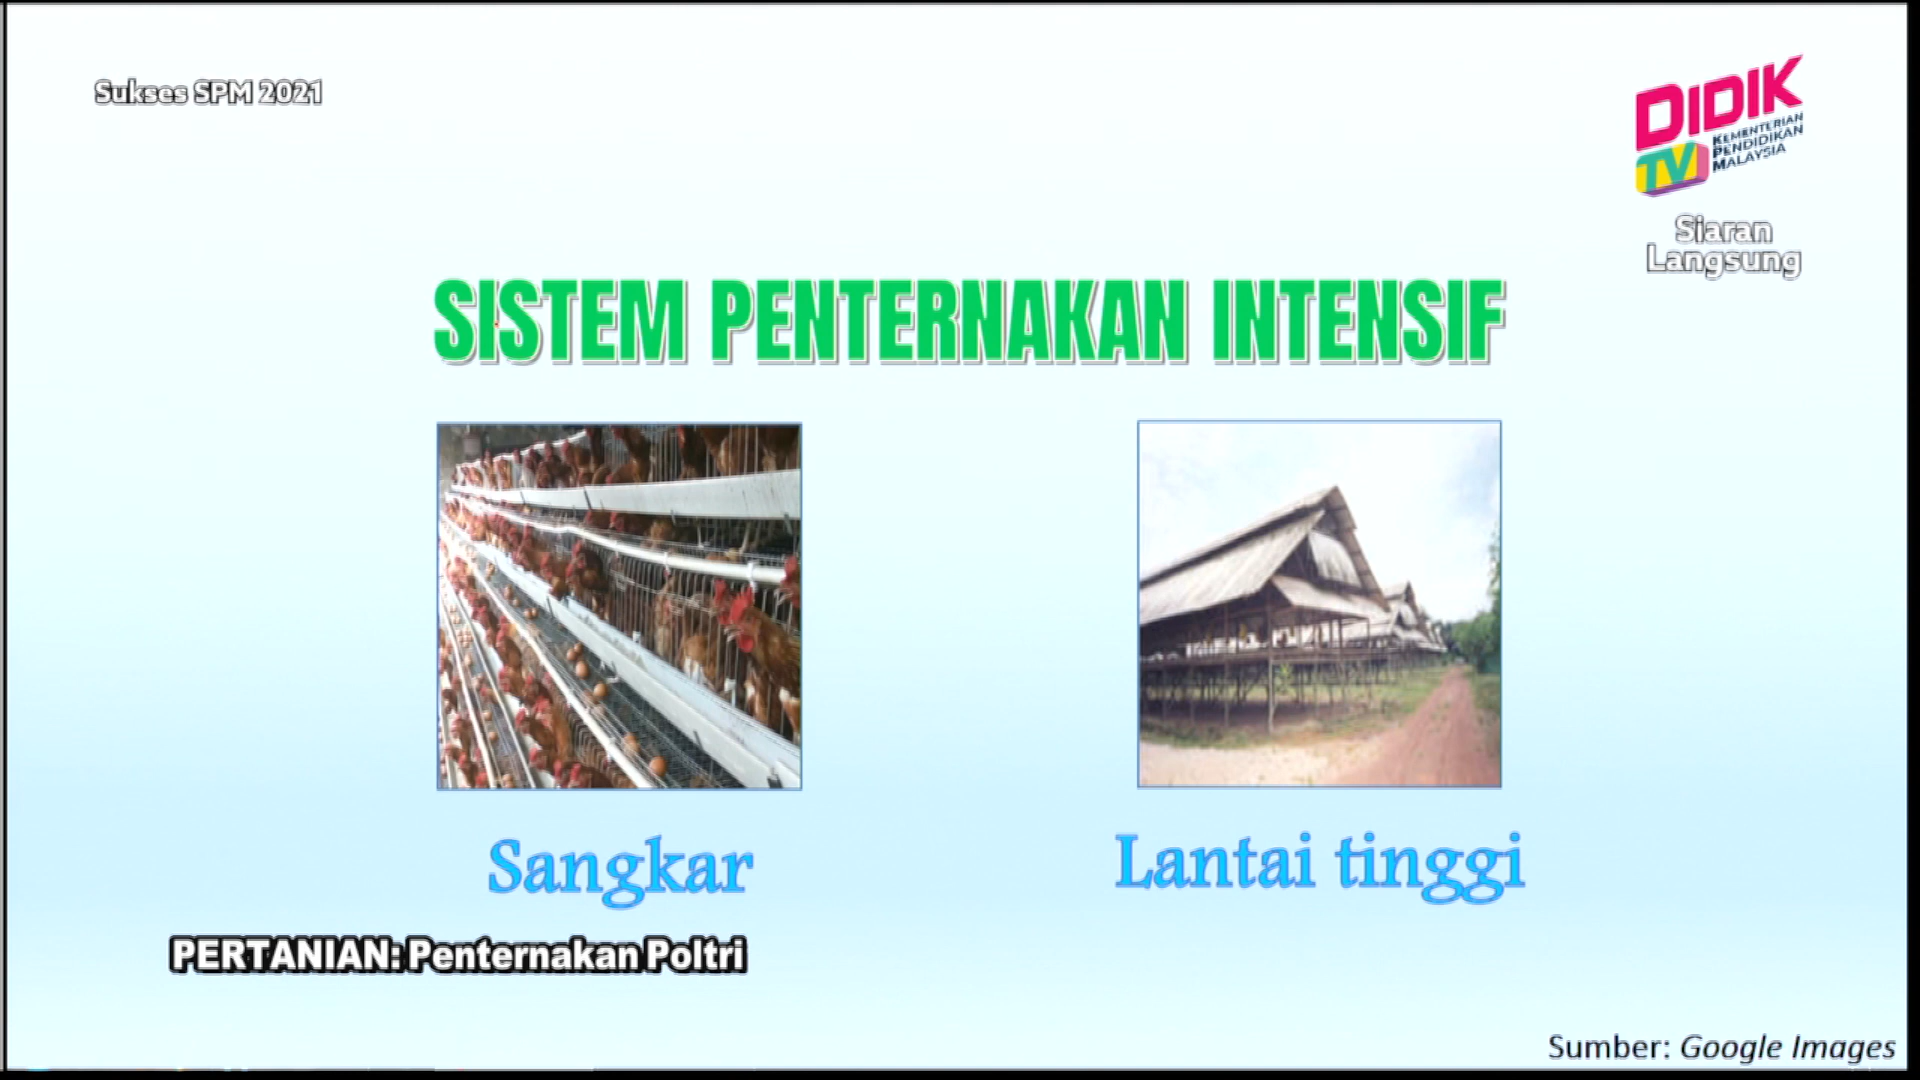 Sukses SPM 2021
DIDIK
TV
KEMENTERIAN
PENDIDIKAN
MALAYSIA
Siaran
Langsung
SISTEM PENTERNAKAN INTENSIF
Sangkar
Lantai tinggi
PERTANIAN: Penternakan Poltri
Sumber: Google Images